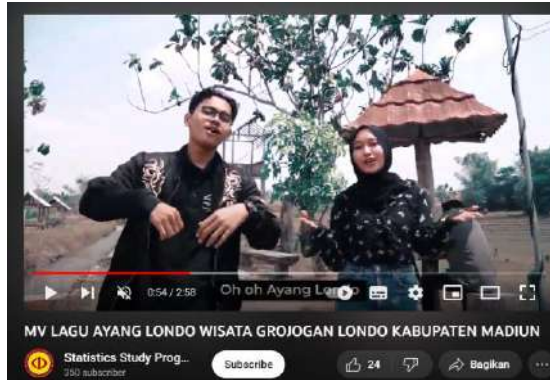 0:54 / 2:58
Oh oh Ayang Londo
MV LAGU AYANG LONDO WISATA GROJOGAN LONDO KABUPATEN MADIUN
Statistics Study Prog...
350 subscriber
Subscribe
24
Bagikan